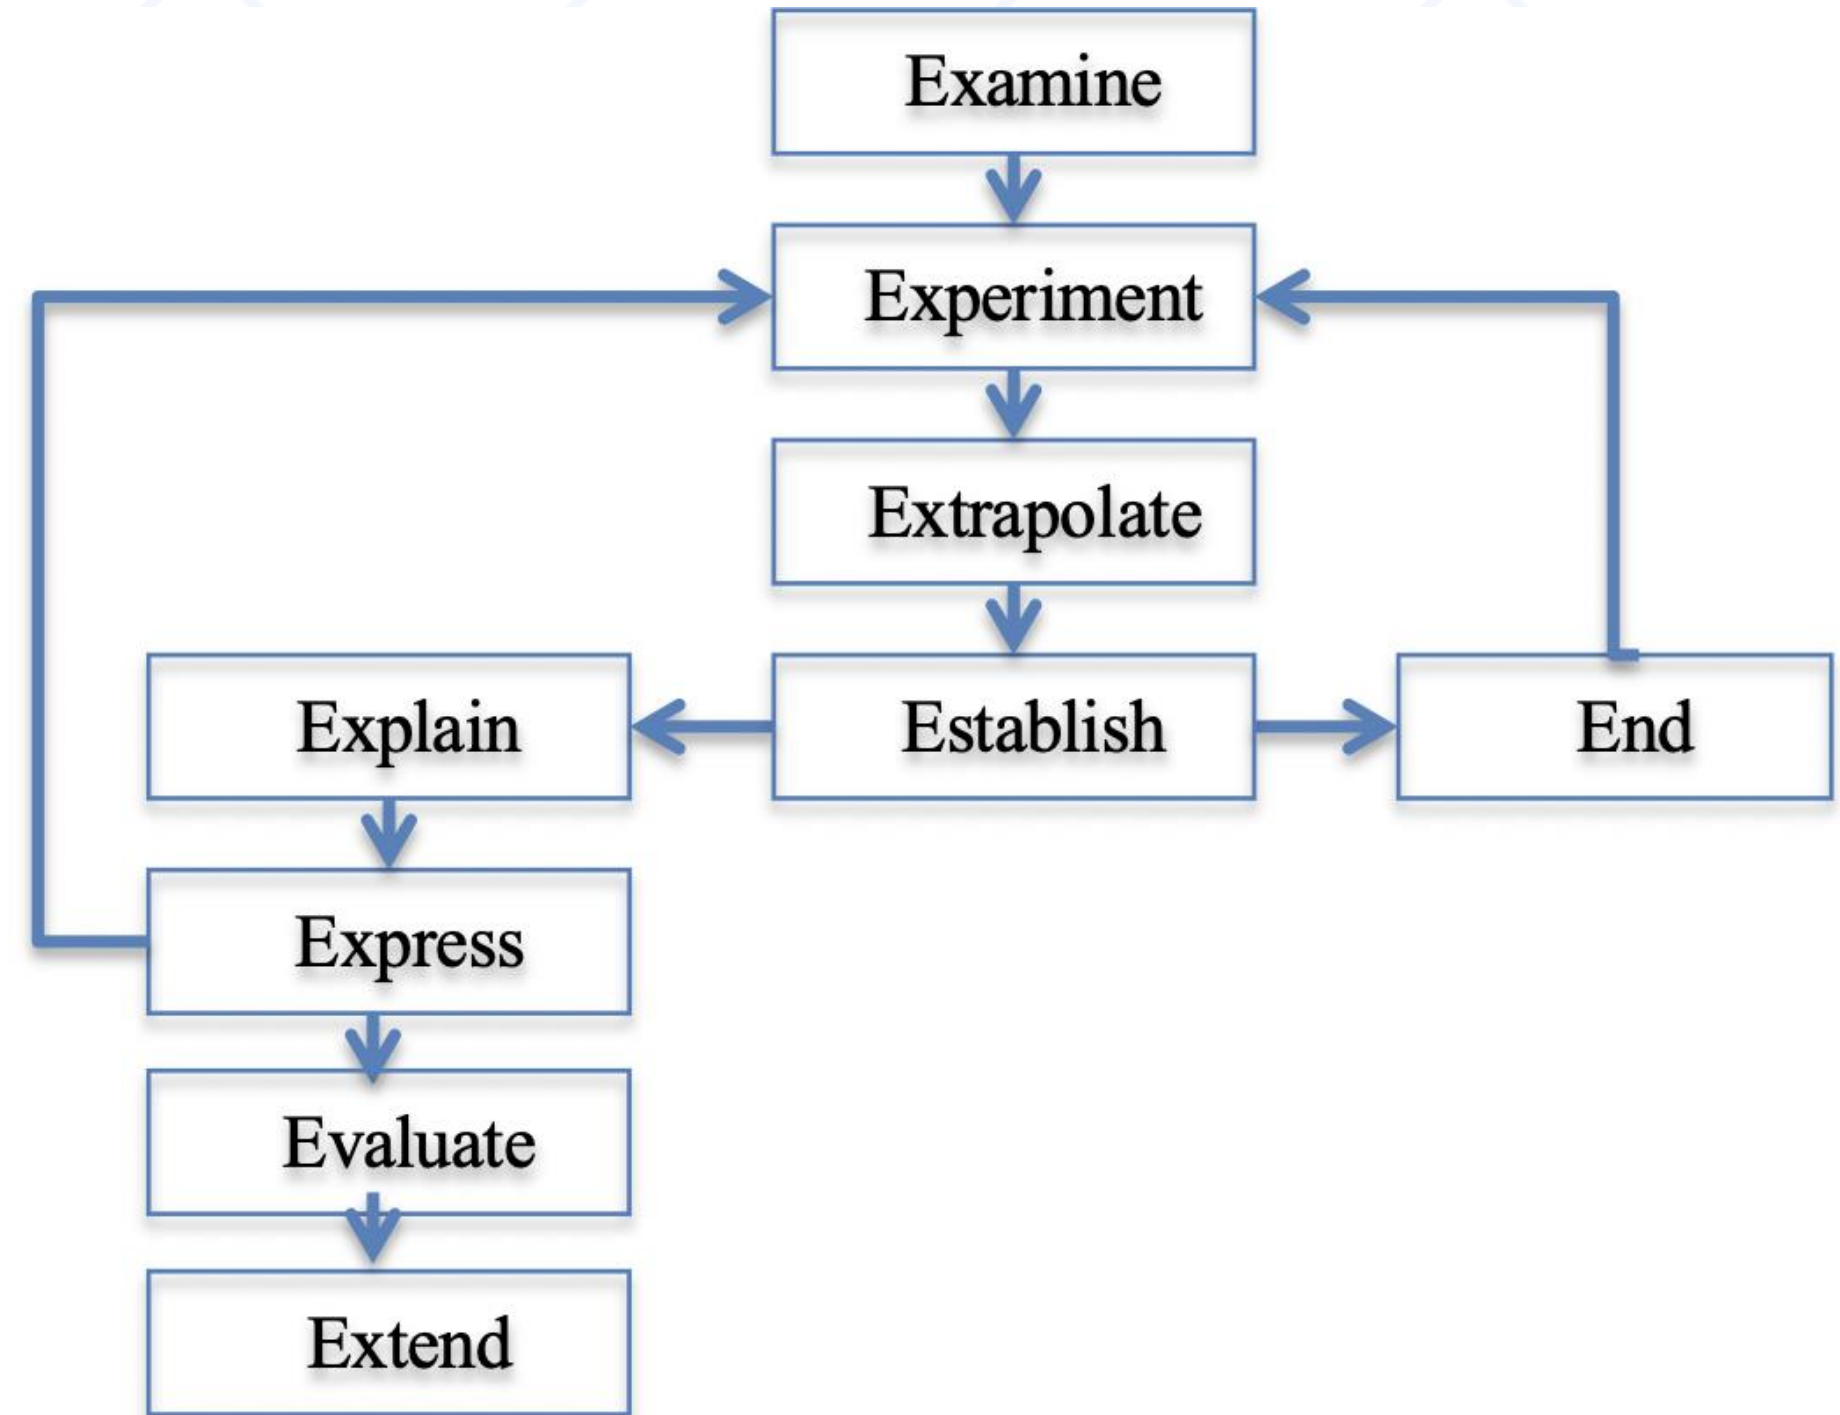 Examine
Experiment
Extrapolate
Explain
Establish
End
Express
Evaluate
Extend